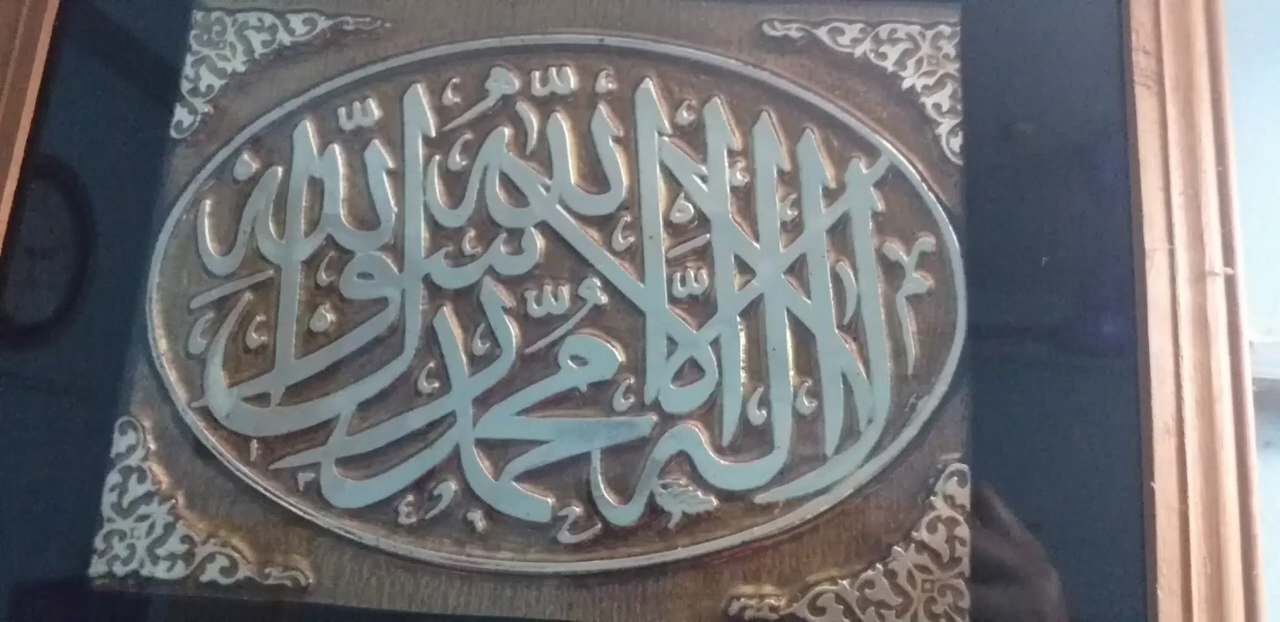 لا إله إلا الله محمد رسول الله